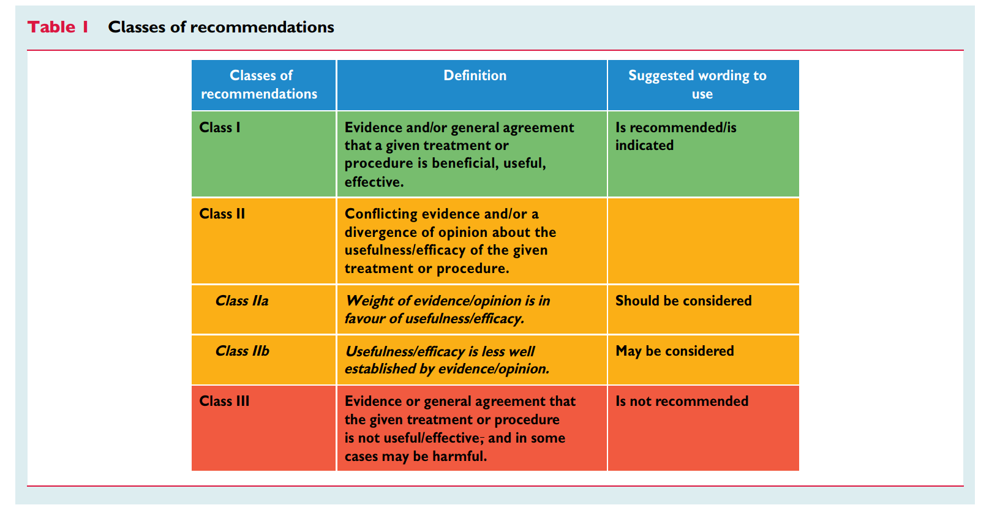 Table 1 Classes of recommendations
Classes of
recommendations
Definition
Suggested wording to
use
Class I
Evidence and/or general agreement
that a given treatment or
procedure is beneficial, useful,
effective.
Is recommended/is
indicated
Class II
Conflicting evidence and/or a
divergence of opinion about the
usefulness/efficacy of the given
treatment or procedure.
Class IIa
Weight of evidence/opinion is in
favour of usefulness/efficacy.
Should be considered
Class IIb
Usefulness/efficacy is less well
established by evidence/opinion.
May be considered
Class III
Evidence or general agreement that
the given treatment or procedure
is not useful/effective, and in some
cases may be harmful.
Is not recommended